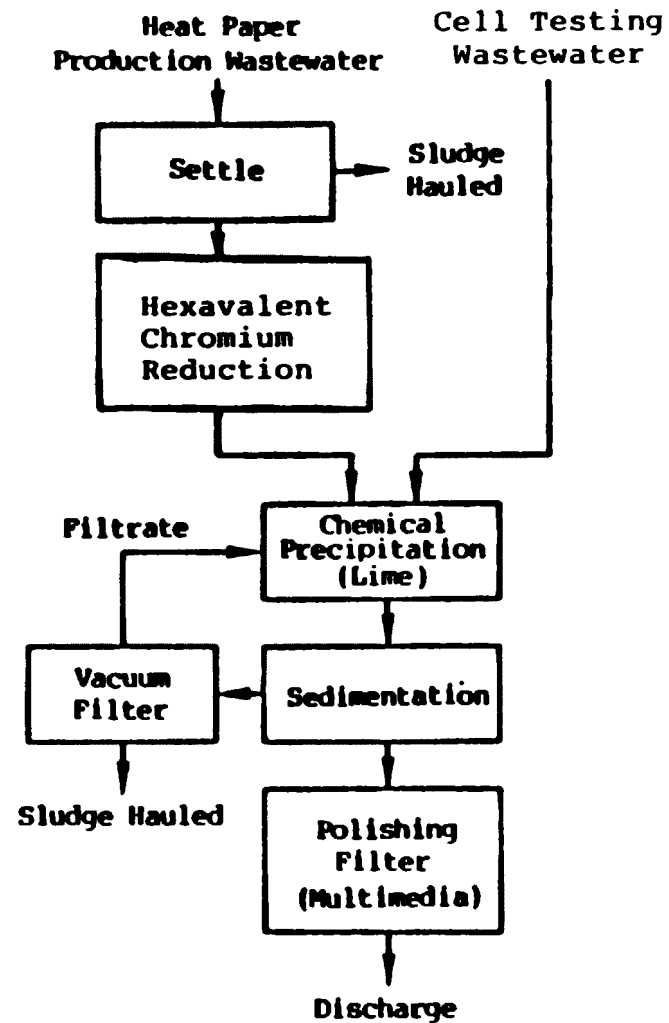 Heat Paper
Production Wastewater
Cell Testing
Wastewater
Settle
Sludge
Hauled
Hexavalent
Chromium
Reduction
Filtrate
Chemical
Precipitation
(Lime)
Vacuum
Filter
Sedimentation
Sludge Hauled
Polishing
Filter
(Multimedia)
Discharge